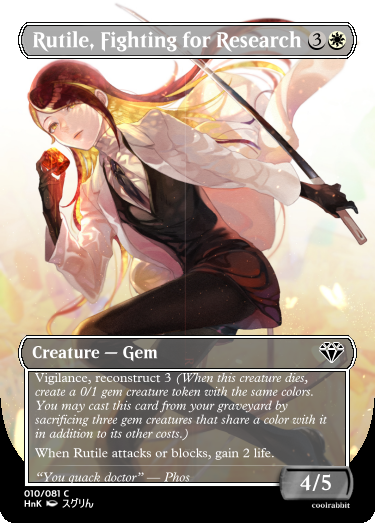 Rutile, Fighting for Research 3
Creature — Gem
Vigilance, reconstruct 3 (When this creature dies,
create a 0/1 gem creature token with the same colors.
You may cast this card from your graveyard by
sacrificing three gem creatures that share a color with it
in addition to its other costs.)
When Rutile attacks or blocks, gain 2 life.
“You quack doctor” — Phos
4/5
010/081 C
HnK スグりん
coolrabbit